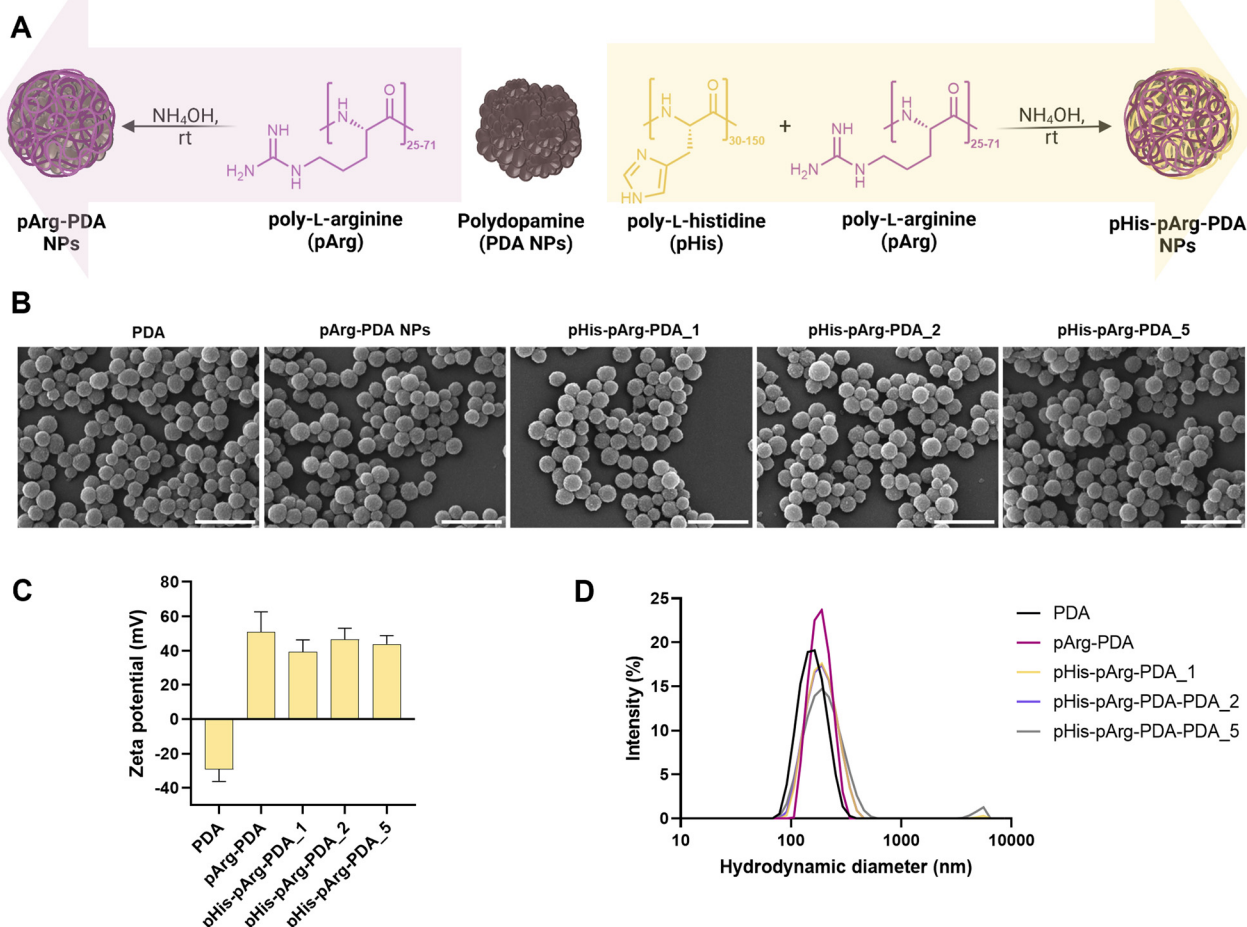 A
NH4OH,
rt
pArg-PDA
NPs
H
N
O
25-71
NH
H2N
N
H
poly-L-arginine
(pArg)
Polydopamine
(PDA NPs)
H
N
O
30-150
N
HN
poly-L-histidine
(pHis)
+
H
N
O
25-71
NH
H2N
N
H
poly-L-arginine
(pArg)
NH4OH,
rt
pHis-pArg-PDA
NPs
B
PDA
pArg-PDA NPs
pHis-pArg-PDA_1
pHis-pArg-PDA_2
pHis-pArg-PDA_5
C
Zeta potential (mV)
80
60
40
20
0
-20
-40
PDA
pArg-PDA
pHis-pArg-PDA_1
pHis-pArg-PDA_2
pHis-pArg-PDA_5
D
Intensity (%)
25
20
15
10
5
0
10
100
1000
10000
Hydrodynamic diameter (nm)
PDA
pArg-PDA
pHis-pArg-PDA_1
pHis-pArg-PDA-PDA_2
pHis-pArg-PDA-PDA_5